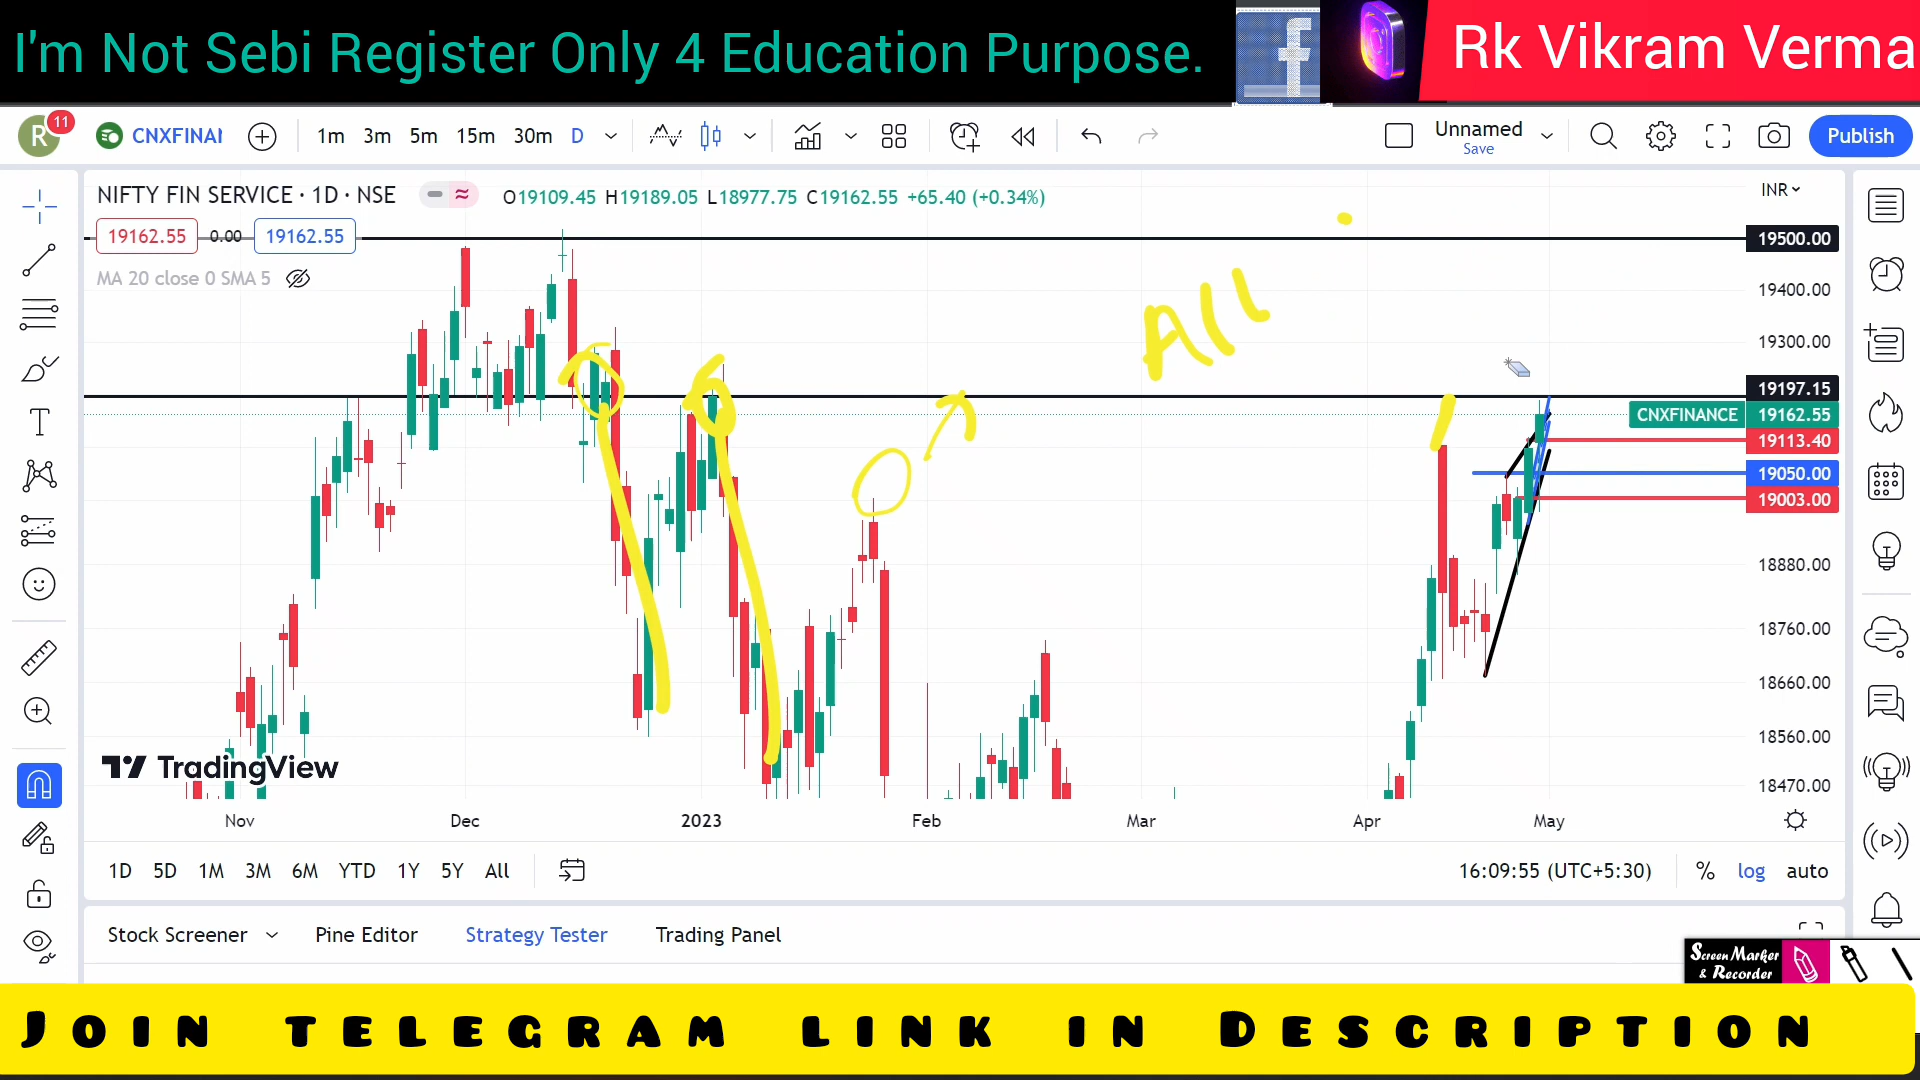 I'm Not Sebi Register Only 4 Education Purpose.
f
Rk Vikram Verma
R 11 CNXFINAI 1m 3m 5m 15m 30m D Unnamed Save Publish
NIFTY FIN SERVICE · 1D · NSE O19109.45 H19189.05 L18977.75 C19162.55 +65.40 (+0.34%) INR
19162.55 0.00 19162.55
MA 20 close 0 SMA 5
All
19500.00
19400.00
19300.00
19197.15
CNXFINANCE 19162.55
19113.40
19050.00
19003.00
18880.00
18760.00
18660.00
18560.00
18470.00
TradingView
Nov Dec 2023 Feb Mar Apr May
1D 5D 1M 3M 6M YTD 1Y 5Y All 16:09:55 (UTC+5:30) % log auto
Stock Screener Pine Editor Strategy Tester Trading Panel
Screen Marker
& Recorder
Join telegram link in Description